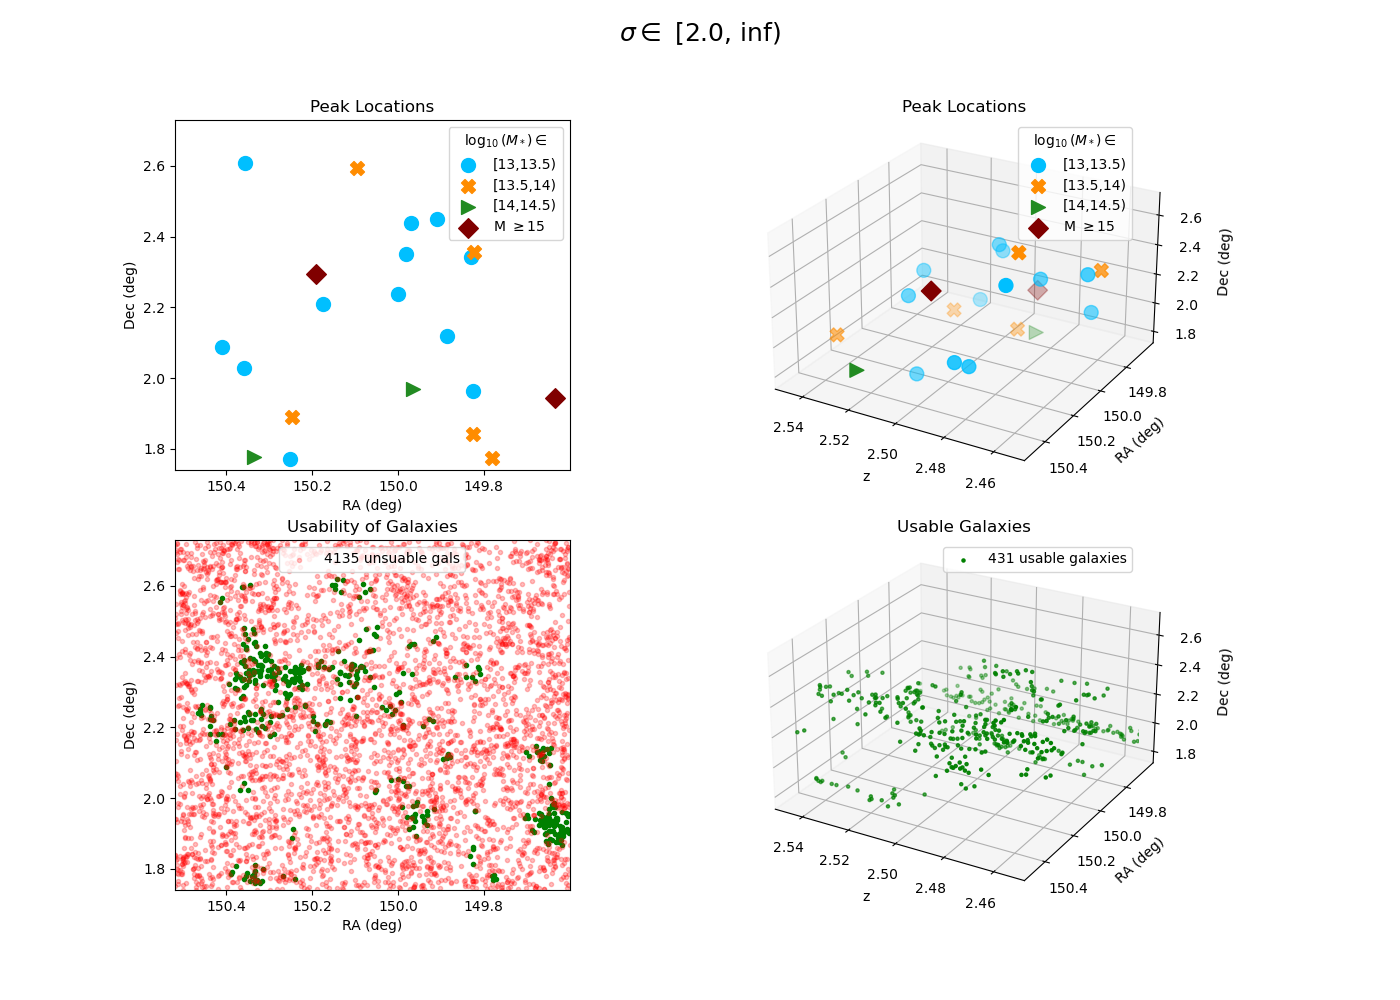 σ ∈ [2.0, inf)
Peak Locations
log₁₀(M*) ∈
[13,13.5)
[13.5,14)
[14,14.5)
M ≥15
2.6
2.4
2.2
2.0
1.8
Dec (deg)
150.4 150.2 150.0 149.8
RA (deg)
Peak Locations
log₁₀(M*) ∈
[13,13.5)
[13.5,14)
[14,14.5)
M ≥15
2.6
2.4
2.2
2.0
1.8
Dec (deg)
149.8
150.0
150.2
150.4
RA (deg)
2.54
2.52
2.50
2.48
2.46
z
Usability of Galaxies
4135 unsuable gals
2.6
2.4
2.2
2.0
1.8
Dec (deg)
150.4 150.2 150.0 149.8
RA (deg)
Usable Galaxies
431 usable galaxies
2.6
2.4
2.2
2.0
1.8
Dec (deg)
149.8
150.0
150.2
150.4
RA (deg)
2.54
2.52
2.50
2.48
2.46
z